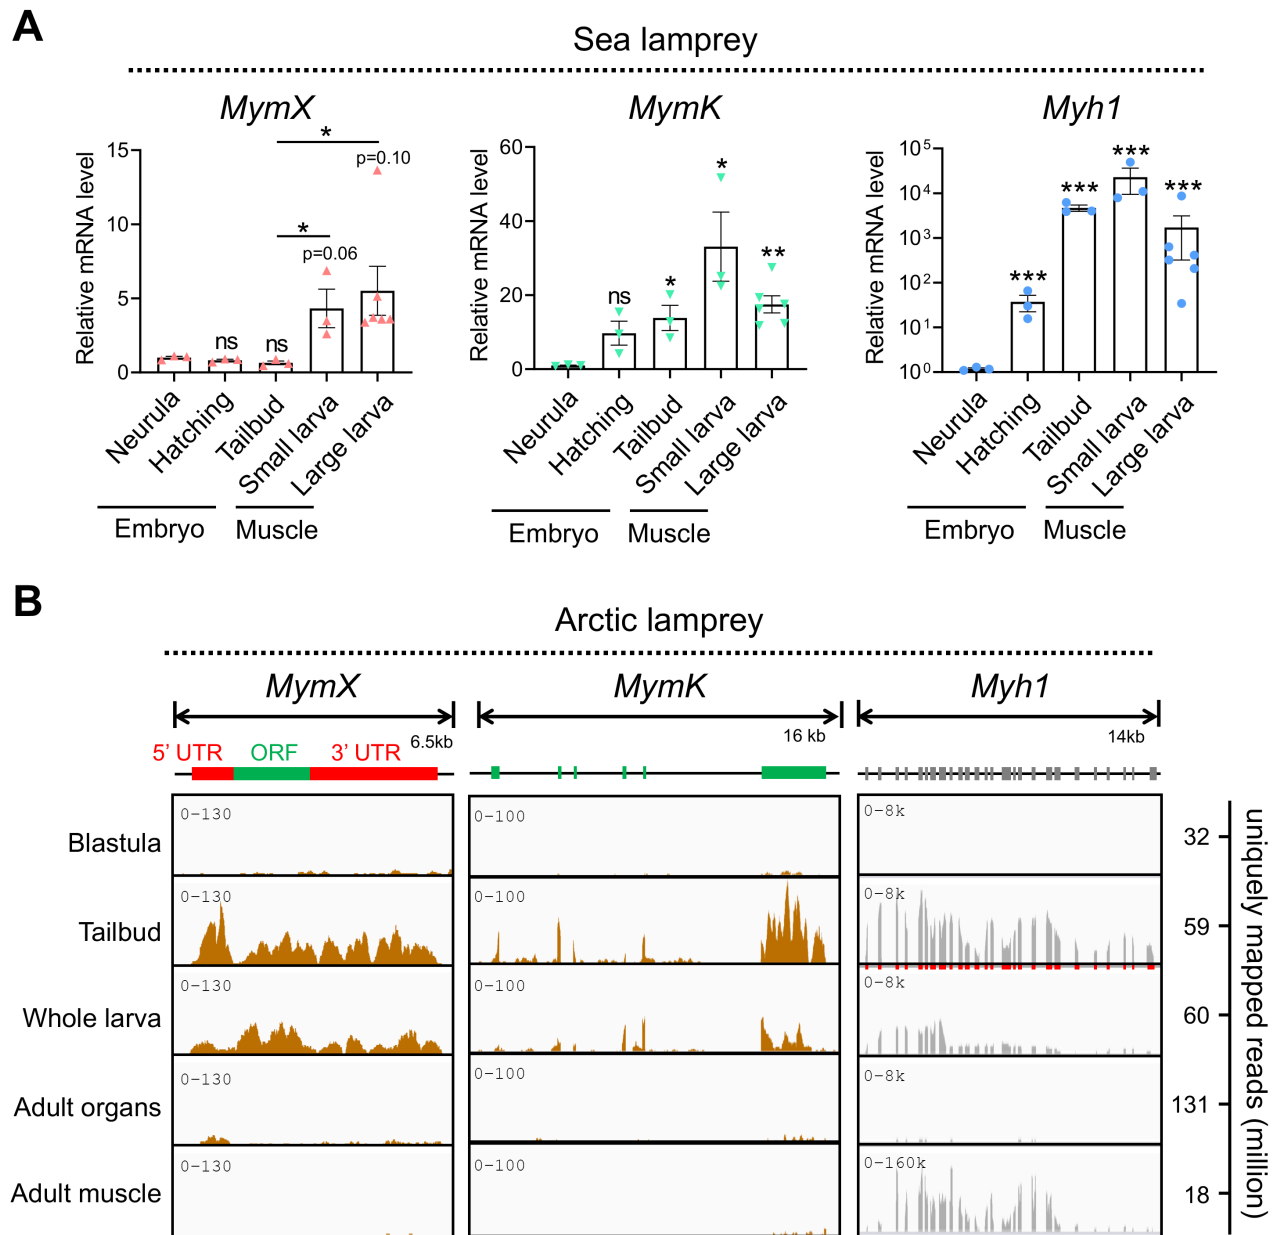 A
Sea lamprey
MymX
MymK
Myh1
Relative mRNA level
15
10
5
0
ns
ns
*
p=0.06
*
p=0.10
Neurula
Hatching
Tailbud
Small larva
Large larva
Embryo
Muscle
Relative mRNA level
60
40
20
0
ns
*
*
**
Neurula
Hatching
Tailbud
Small larva
Large larva
Embryo
Muscle
Relative mRNA level
10⁵
10⁴
10³
10²
10¹
10⁰
***
***
***
***
Neurula
Hatching
Tailbud
Small larva
Large larva
Embryo
Muscle
B
Arctic lamprey
MymX
MymK
Myh1
6.5kb
16 kb
14kb
5' UTR
ORF
3' UTR
Blastula
0-130
0-100
0-8k
32
Tailbud
0-130
0-100
0-8k
59
Whole larva
0-130
0-100
0-8k
60
Adult organs
0-130
0-100
0-8k
131
Adult muscle
0-130
0-100
0-160k
18
uniquely mapped reads (million)